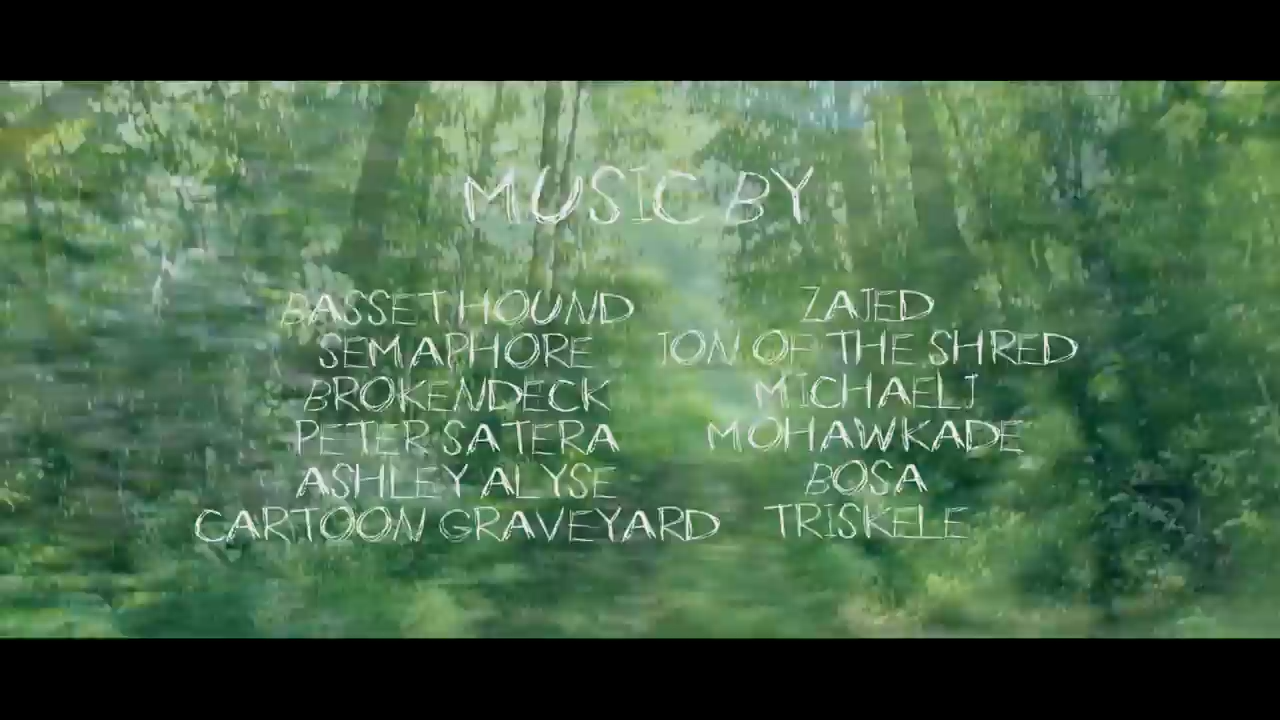 MUSIC BY
BASSET HOUND
SEMAPHORE
BROKENDECK
PETER SATERA
ASHLEY ALYSE
CARTOON GRAVEYARD
ZAJED
ION OF THE SHRED
MICHAELJ
MOHAWKADE
BOSA
TRISKELE